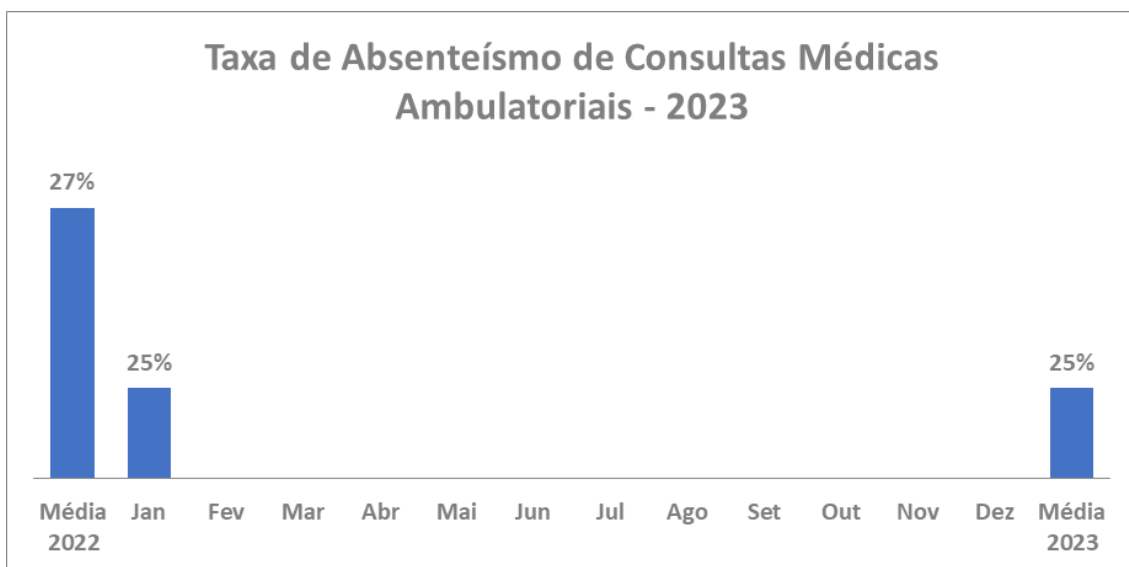 Taxa de Absenteísmo de Consultas Médicas
Ambulatoriais - 2023
27%
25%
25%
Média 2022
Jan
Fev
Mar
Abr
Mai
Jun
Jul
Ago
Set
Out
Nov
Dez
Média 2023